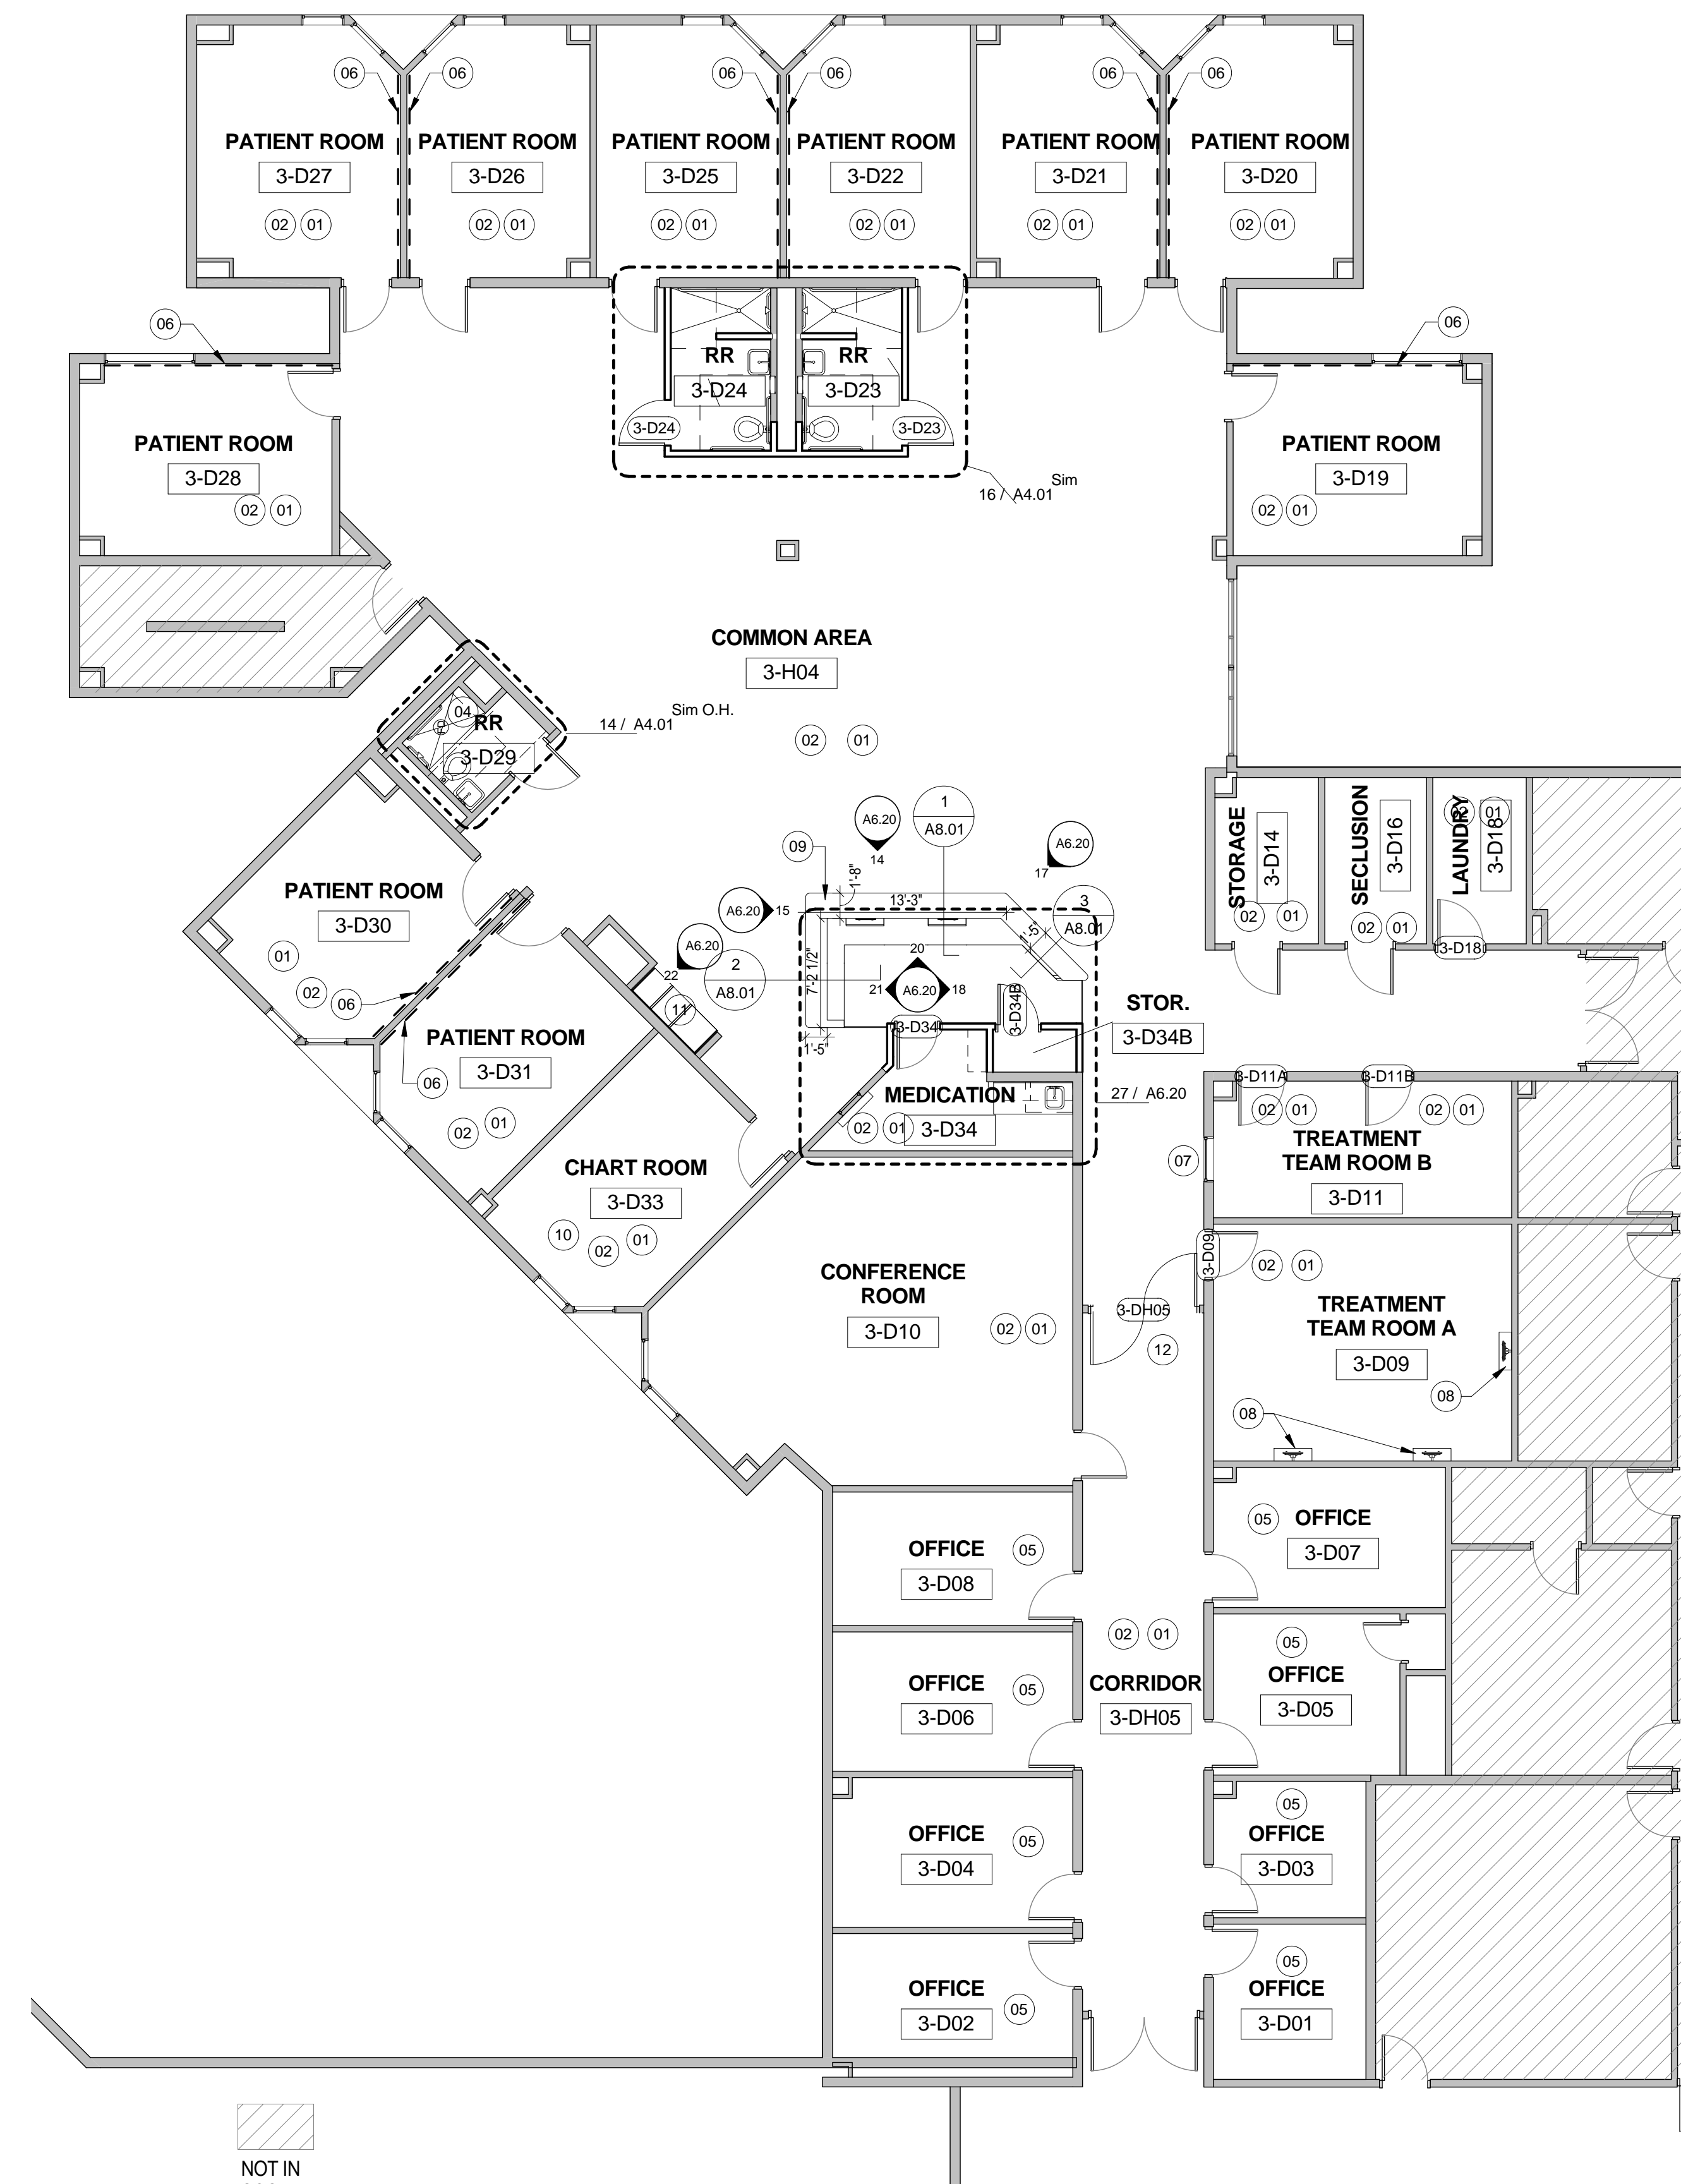 06 06 06 06 06 06
PATIENT ROOM PATIENT ROOM PATIENT ROOM PATIENT ROOM PATIENT ROOM PATIENT ROOM
3-D27 3-D26 3-D25 3-D22 3-D21 3-D20
02 01 02 01 02 01 02 01 02 01 02 01
06 06
RR RR
3-D24 3-D23
3-D24 3-D23
PATIENT ROOM
3-D28
02 01
PATIENT ROOM
3-D19
02 01
Sim
16 / A4.01
COMMON AREA
3-H04
02 01
Sim O.H.
14 / A4.01
04
RR
3-D29
STORAGE
3-D14
02 01
SECLUSION
3-D16
02 01
LAUNDRY
3-D18
02 01
3-D18
1
A8.01
A6.20
14
A6.20
17
09
1'-8"
13'-3"
A6.20
15
3
A8.01
1'-5"
A6.20
22
2
A8.01
7'-2 1/2"
20
21 A6.20 18
3-D34
3-D34B
1'-5"
STOR.
3-D34B
PATIENT ROOM
3-D30
01
02
06
11
PATIENT ROOM
3-D31
06
02 01
MEDICATION
3-D34
02 01
27 / A6.20
3-D11A 3-D11B
02 01 02 01
TREATMENT
TEAM ROOM B
3-D11
07
CHART ROOM
3-D33
10 02 01
3-D09
02 01
CONFERENCE
ROOM
3-D10
02 01
3-DH05
12
TREATMENT
TEAM ROOM A
3-D09
08
08
OFFICE
3-D08
05
OFFICE
3-D07
05
02 01
CORRIDOR
3-DH05
OFFICE
3-D06
05
05
OFFICE
3-D05
OFFICE
3-D04
05
05
OFFICE
3-D03
OFFICE
3-D02
05
05
OFFICE
3-D01
NOT IN